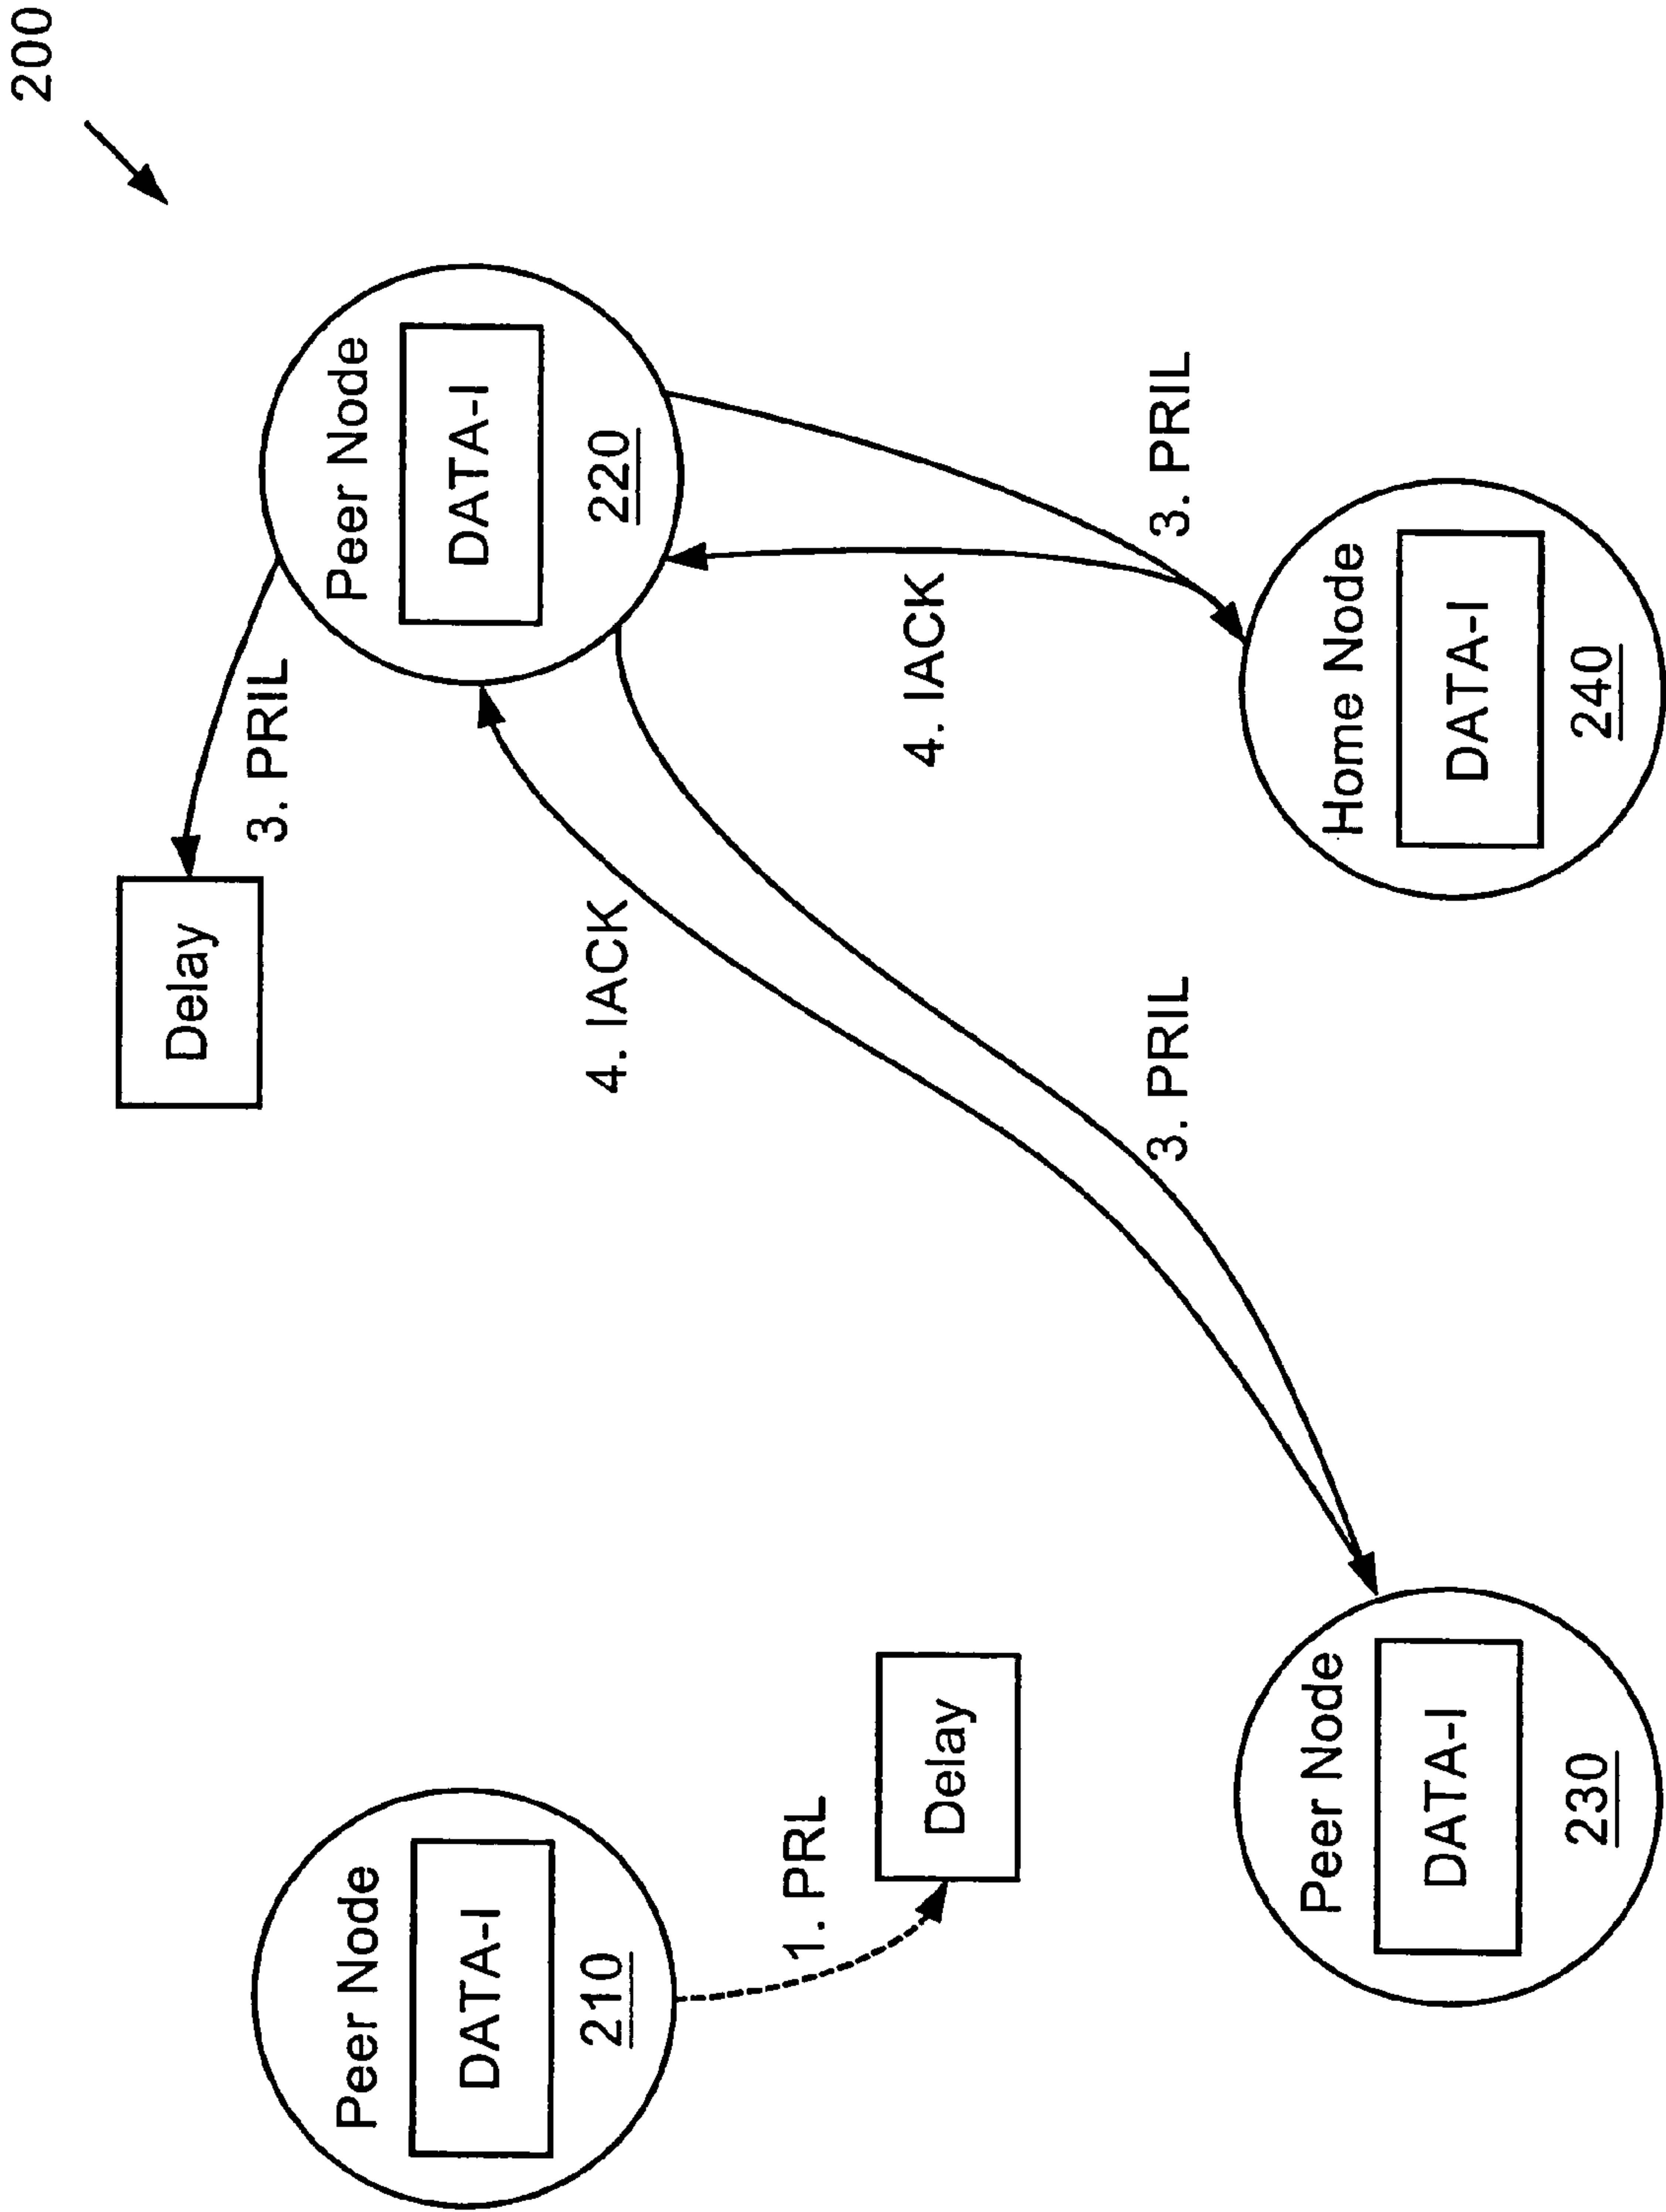 200
Peer Node
DATA-I
210
1. PRL
Delay
Delay
3. PRIL
Peer Node
DATA-I
220
4. IACK
3. PRIL
4. IACK
3. PRIL
Peer Node
DATA-I
230
Home Node
DATA-I
240